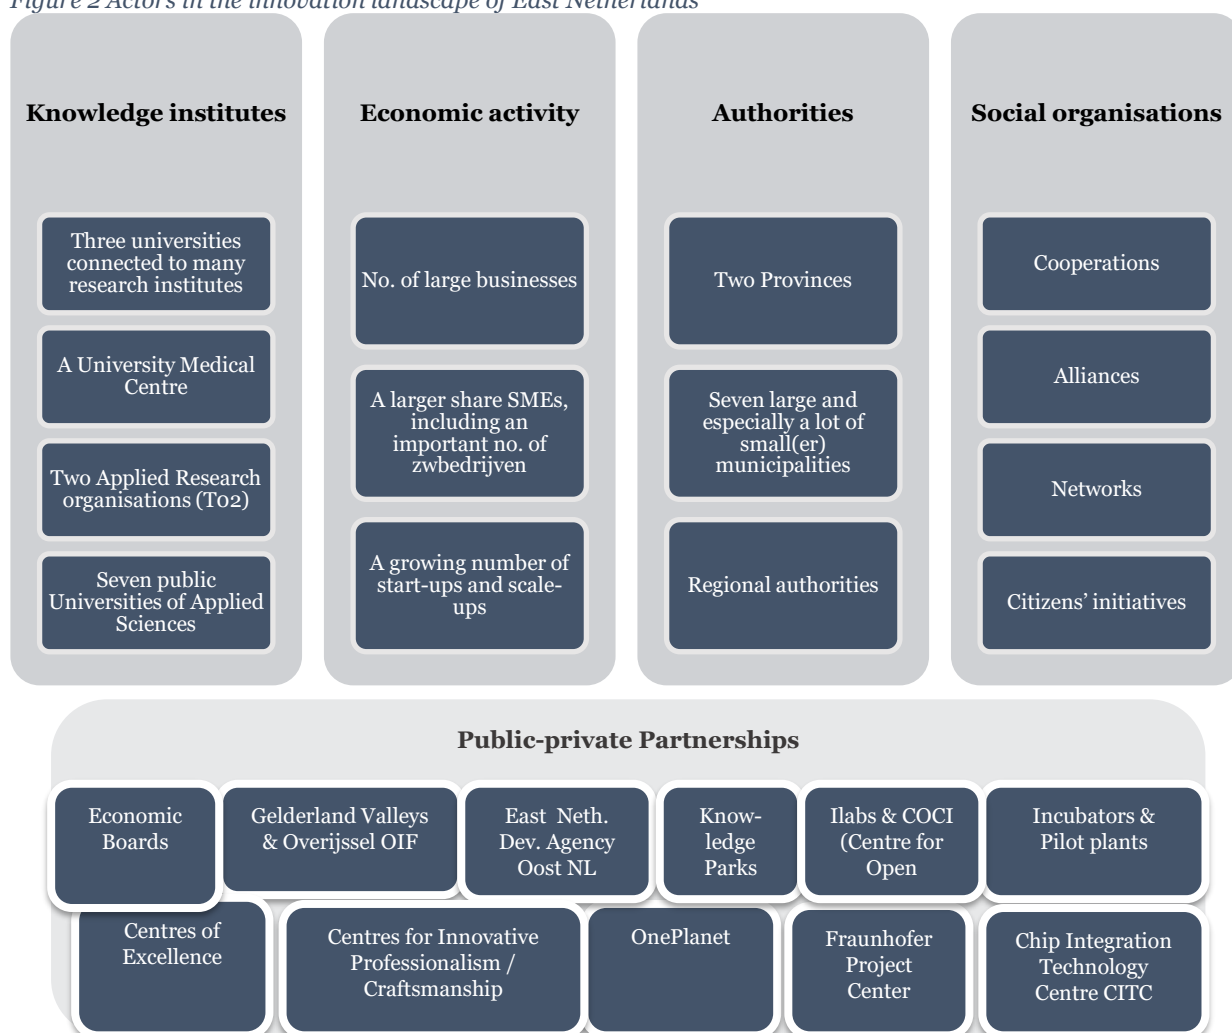 Figure 2 Actors in the innovation landscape of East Netherlands
Knowledge institutes
Three universities
connected to many
research institutes
A University Medical
Centre
Two Applied Research
organisations (To2)
Seven public
Universities of Applied
Sciences
Economic activity
No. of large businesses
A larger share SMEs,
including an
important no. of
zwbedrijven
A growing number of
start-ups and scale-
ups
Authorities
Two Provinces
Seven large and
especially a lot of
small(er)
municipalities
Regional authorities
Social organisations
Cooperations
Alliances
Networks
Citizens’ initiatives
Public-private Partnerships
Economic
Boards
Gelderland Valleys
& Overijssel OIF
East Neth.
Dev. Agency
Oost NL
Know-
ledge
Parks
Ilabs & COCI
(Centre for
Open
Incubators &
Pilot plants
Centres of
Excellence
Centres for Innovative
Professionalism /
Craftsmanship
OnePlanet
Fraunhofer
Project
Center
Chip Integration
Technology
Centre CITC